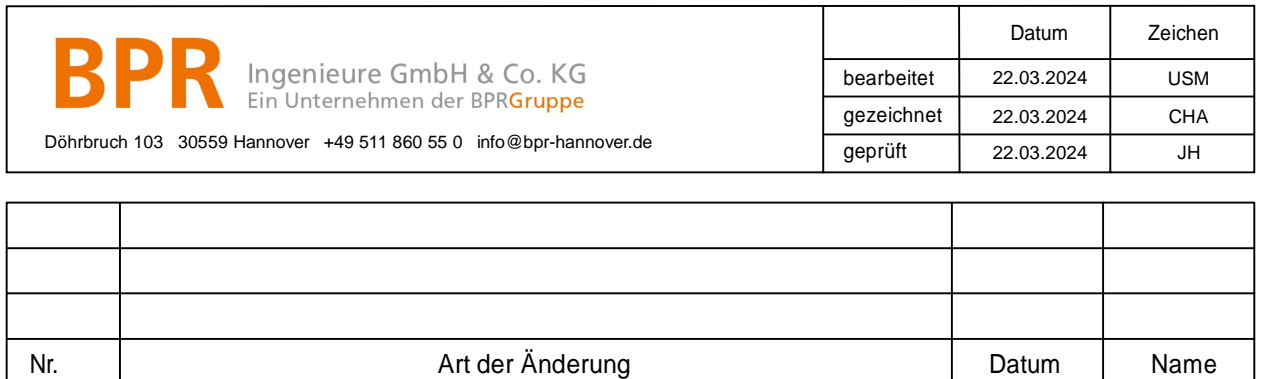 Datum Zeichen
BPR Ingenieure GmbH & Co. KG
Ein Unternehmen der BPRGruppe
Döhrbruch 103 30559 Hannover +49 511 860 55 0 info@bpr-hannover.de
bearbeitet 22.03.2024 USM
gezeichnet 22.03.2024 CHA
geprüft 22.03.2024 JH
Nr. Art der Änderung Datum Name